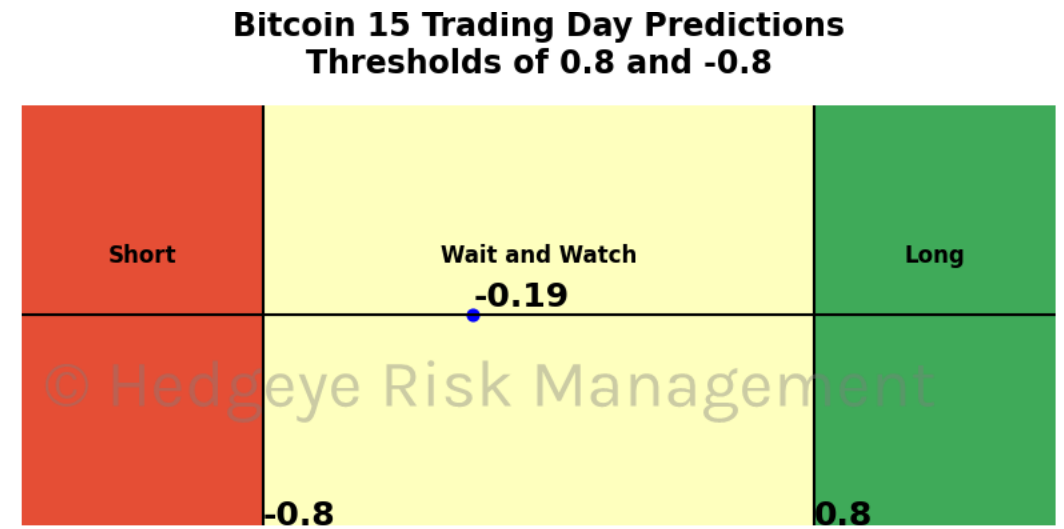 Bitcoin 15 Trading Day Predictions
Thresholds of 0.8 and -0.8
Short
Wait and Watch
Long
-0.19
© Hedgeye Risk Management
-0.8
0.8